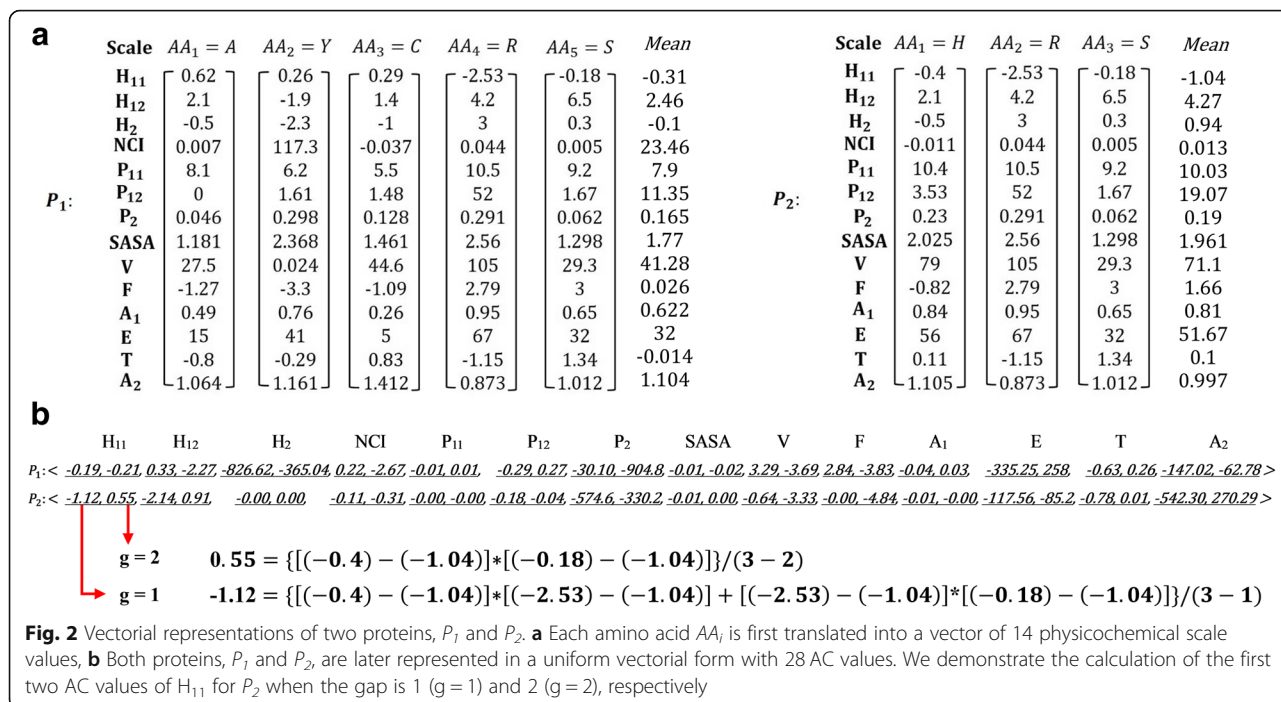 a
Scale AA₁ = A AA₂ = Y AA₃ = C AA₄ = R AA₅ = S Mean
H₁₁ 0.62 0.26 0.29 -2.53 -0.18 -0.31
H₁₂ 2.1 -1.9 1.4 4.2 6.5 2.46
H₂ -0.5 -2.3 -1 3 0.3 -0.1
NCI 0.007 117.3 -0.037 0.044 0.005 23.46
P₁₁ 8.1 6.2 5.5 10.5 9.2 7.9
P₁₂ 0 1.61 1.48 52 1.67 11.35
P₁:
P₂ 0.046 0.298 0.128 0.291 0.062 0.165
SASA 1.181 2.368 1.461 2.56 1.298 1.77
V 27.5 0.024 44.6 105 29.3 41.28
F -1.27 -3.3 -1.09 2.79 3 0.026
A₁ 0.49 0.76 0.26 0.95 0.65 0.622
E 15 41 5 67 32 32
T -0.8 -0.29 0.83 -1.15 1.34 -0.014
A₂ 1.064 1.161 1.412 0.873 1.012 1.104
Scale AA₁ = H AA₂ = R AA₃ = S Mean
H₁₁ -0.4 -2.53 -0.18 -1.04
H₁₂ 2.1 4.2 6.5 4.27
H₂ -0.5 3 0.3 0.94
NCI -0.011 0.044 0.005 0.013
P₁₁ 10.4 10.5 9.2 10.03
P₁₂ 3.53 52 1.67 19.07
P₂:
P₂ 0.23 0.291 0.062 0.19
SASA 2.025 2.56 1.298 1.961
V 79 105 29.3 71.1
F -0.82 2.79 3 1.66
A₁ 0.84 0.95 0.65 0.81
E 56 67 32 51.67
T 0.11 -1.15 1.34 0.1
A₂ 1.105 0.873 1.012 0.997
b
H₁₁ H₁₂ H₂ NCI P₁₁ P₁₂ P₂ SASA V F A₁ E T A₂
P₁:< -0.19, -0.21, 0.33, -2.27, -826.62, -365.04, 0.22, -2.67, -0.01, 0.01, -0.29, 0.27, -30.10, -904.8, -0.01, -0.02, 3.29, -3.69, 2.84, -3.83, -0.04, 0.03, -335.25, 258, -0.63, 0.26, -147.02, -62.78 >
P₂:< -1.12, 0.55, -2.14, 0.91, -0.00, 0.00, -0.11, -0.31, -0.00, -0.00, -0.18, -0.04, -574.6, -330.2, -0.01, 0.00, -0.64, -3.33, -0.00, -4.84, -0.01, -0.00, -117.56, -85.2, -0.78, 0.01, -542.30, 270.29 >
g = 2 0.55 = {[(−0.4) − (−1.04)]∗[(−0.18) − (−1.04)]}/(3 − 2)
g = 1 -1.12 = {[(−0.4) − (−1.04)]∗[(−2.53) − (−1.04)] + [(−2.53) − (−1.04)]*[(−0.18) − (−1.04)]}/(3 − 1)
Fig. 2 Vectorial representations of two proteins, P₁ and P₂. a Each amino acid AAᵢ is first translated into a vector of 14 physicochemical scale
values, b Both proteins, P₁ and P₂, are later represented in a uniform vectorial form with 28 AC values. We demonstrate the calculation of the first
two AC values of H₁₁ for P₂ when the gap is 1 (g = 1) and 2 (g = 2), respectively